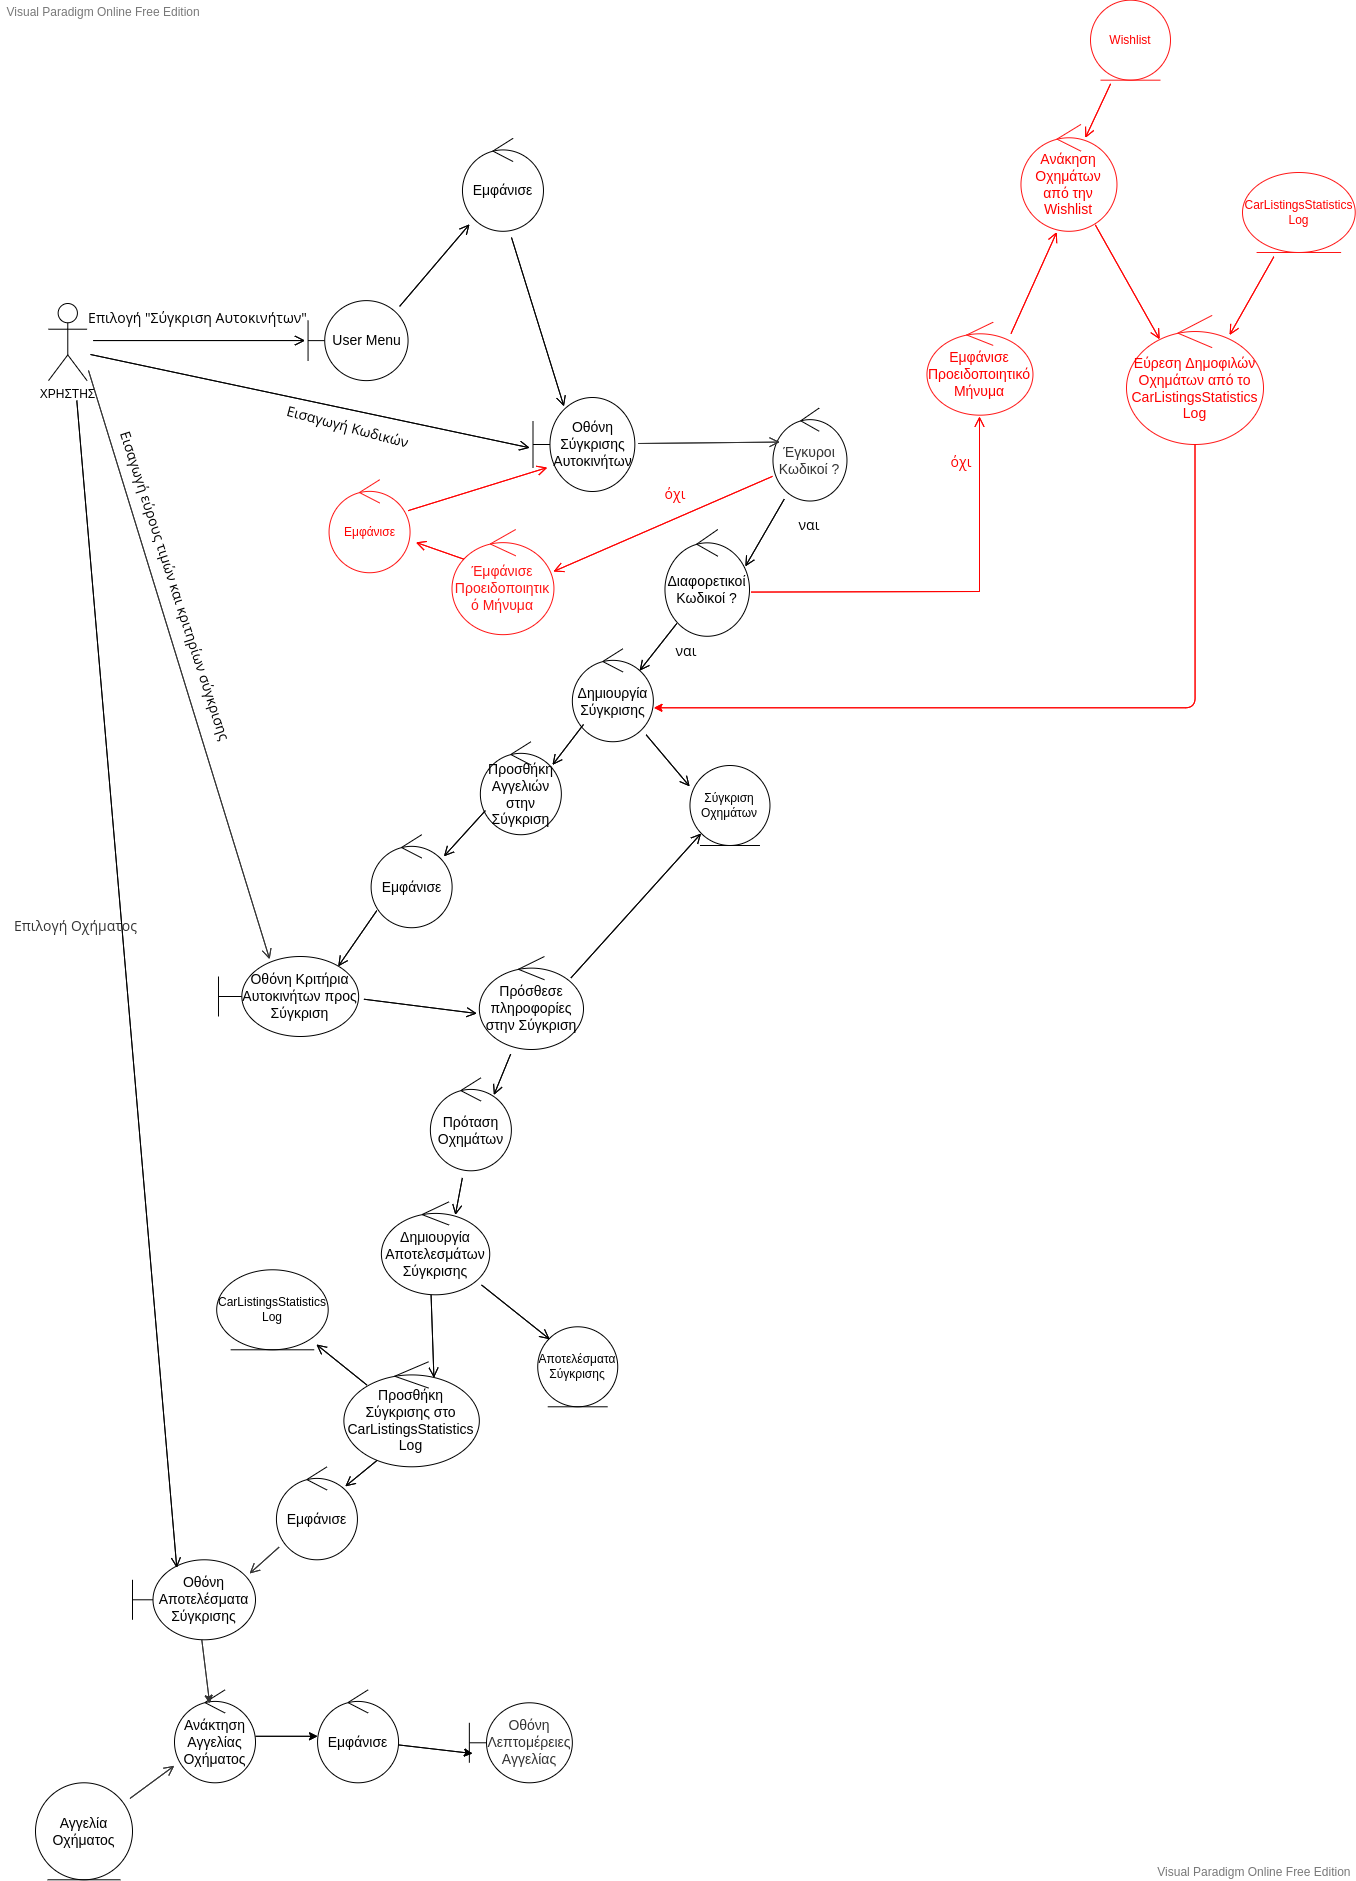 Visual Paradigm Online Free Edition
Wishlist
Ανάκηση
Οχημάτων
από την
Wishlist
CarListingsStatistics
Log
Εμφάνισε
Επιλογή "Σύγκριση Αυτοκινήτων"
User Menu
ΧΡΗΣΤΗΣ
Εμφάνισε
Προειδοποιητικό
Μήνυμα
Εύρεση Δημοφιλών
Οχημάτων από το
CarListingsStatistics
Log
Εισαγωγή Κωδικών
Οθόνη
Σύγκρισης
Αυτοκινήτων
Έγκυροι
Κωδικοί ?
όχι
όχι
ναι
Εμφάνισε
Έμφάνισε
Προειδοποιητικ
ό Μήνυμα
Διαφορετικοί
Κωδικοί ?
ναι
Εισαγωγή εύρους τιμών και κριτηρίων σύγκρισης
Δημιουργία
Σύγκρισης
Προσθήκη
Αγγελιών
στην
Σύγκριση
Σύγκριση
Οχημάτων
Εμφάνισε
Επιλογή Οχήματος
Οθόνη Κριτήρια
Αυτοκινήτων προς
Σύγκριση
Πρόσθεσε
πληροφορίες
στην Σύγκριση
Πρόταση
Οχημάτων
Δημιουργία
Αποτελεσμάτων
Σύγκρισης
CarListingsStatistics
Log
Αποτελέσματα
Σύγκρισης
Προσθήκη
Σύγκρισης στο
CarListingsStatistics
Log
Εμφάνισε
Οθόνη
Αποτελέσματα
Σύγκρισης
Ανάκτηση
Αγγελίας
Οχήματος
Εμφάνισε
Οθόνη
Λεπτομέρειες
Αγγελίας
Αγγελία
Οχήματος
Visual Paradigm Online Free Edition